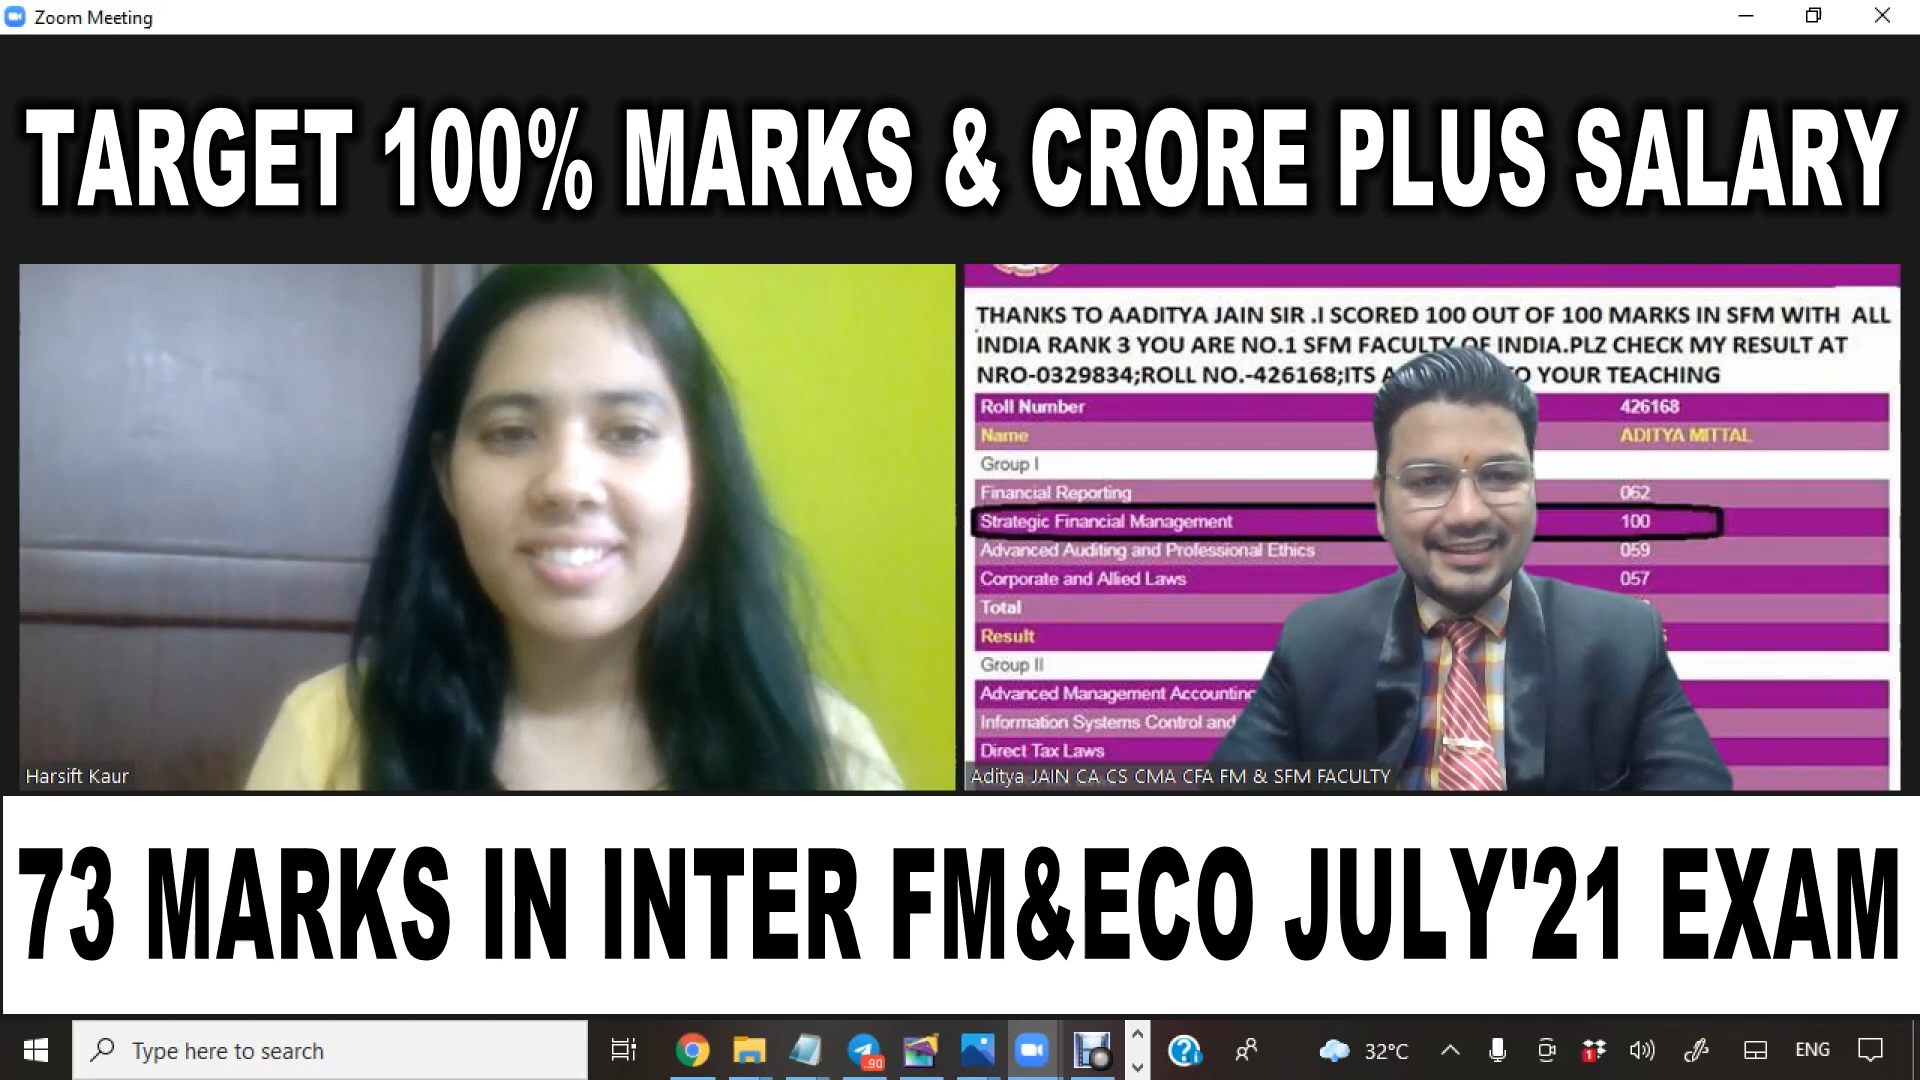 Zoom Meeting
TARGET 100% MARKS & CRORE PLUS SALARY
THANKS TO AADITYA JAIN SIR .I SCORED 100 OUT OF 100 MARKS IN SFM WITH ALL
INDIA RANK 3 YOU ARE NO.1 SFM FACULTY OF INDIA.PLZ CHECK MY RESULT AT
NRO-0329834;ROLL NO.-426168;ITS YOUR TEACHING
Roll Number 426168
Name ADITYA MITTAL
Group I
Financial Reporting 062
Strategic Financial Management 100
Advanced Auditing and Professional Ethics 059
Corporate and Allied Laws 057
Total
Result
Group II
Advanced Management Accounting
Information Systems Control and
Direct Tax Laws
Harsift Kaur
Aditya JAIN CA CS CMA CFA FM & SFM FACULTY
73 MARKS IN INTER FM&ECO JULY'21 EXAM
Type here to search
.90
32°C
1
ENG